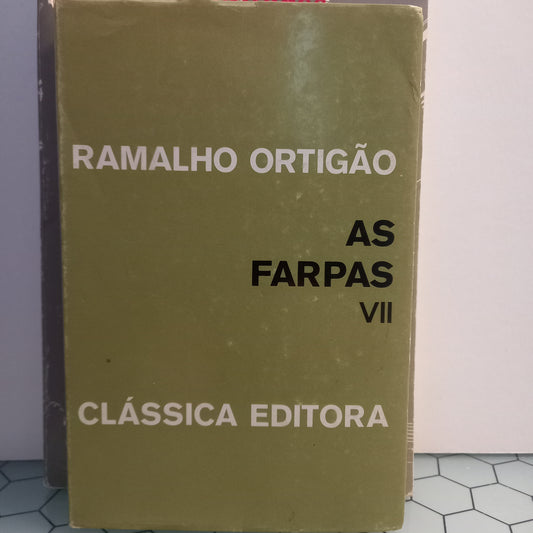 RAMALHO ORTIGÃO
AS
FARPAS
VII
CLÁSSICA EDITORA